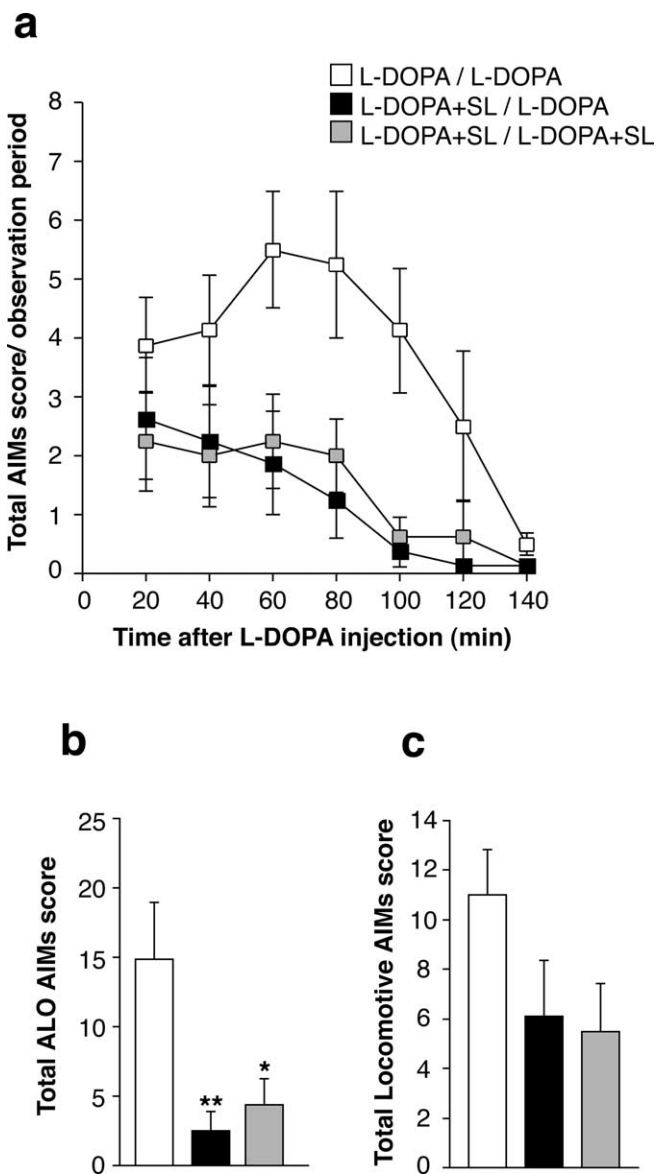 a
L-DOPA / L-DOPA
L-DOPA+SL / L-DOPA
L-DOPA+SL / L-DOPA+SL
Total AIMs score/ observation period
8
7
6
5
4
3
2
1
0
0 20 40 60 80 100 120 140
Time after L-DOPA injection (min)
b
Total ALO AIMs score
25
20
15
10
5
0
**
*
c
Total Locomotive AIMs score
14
12
10
8
6
4
2
0